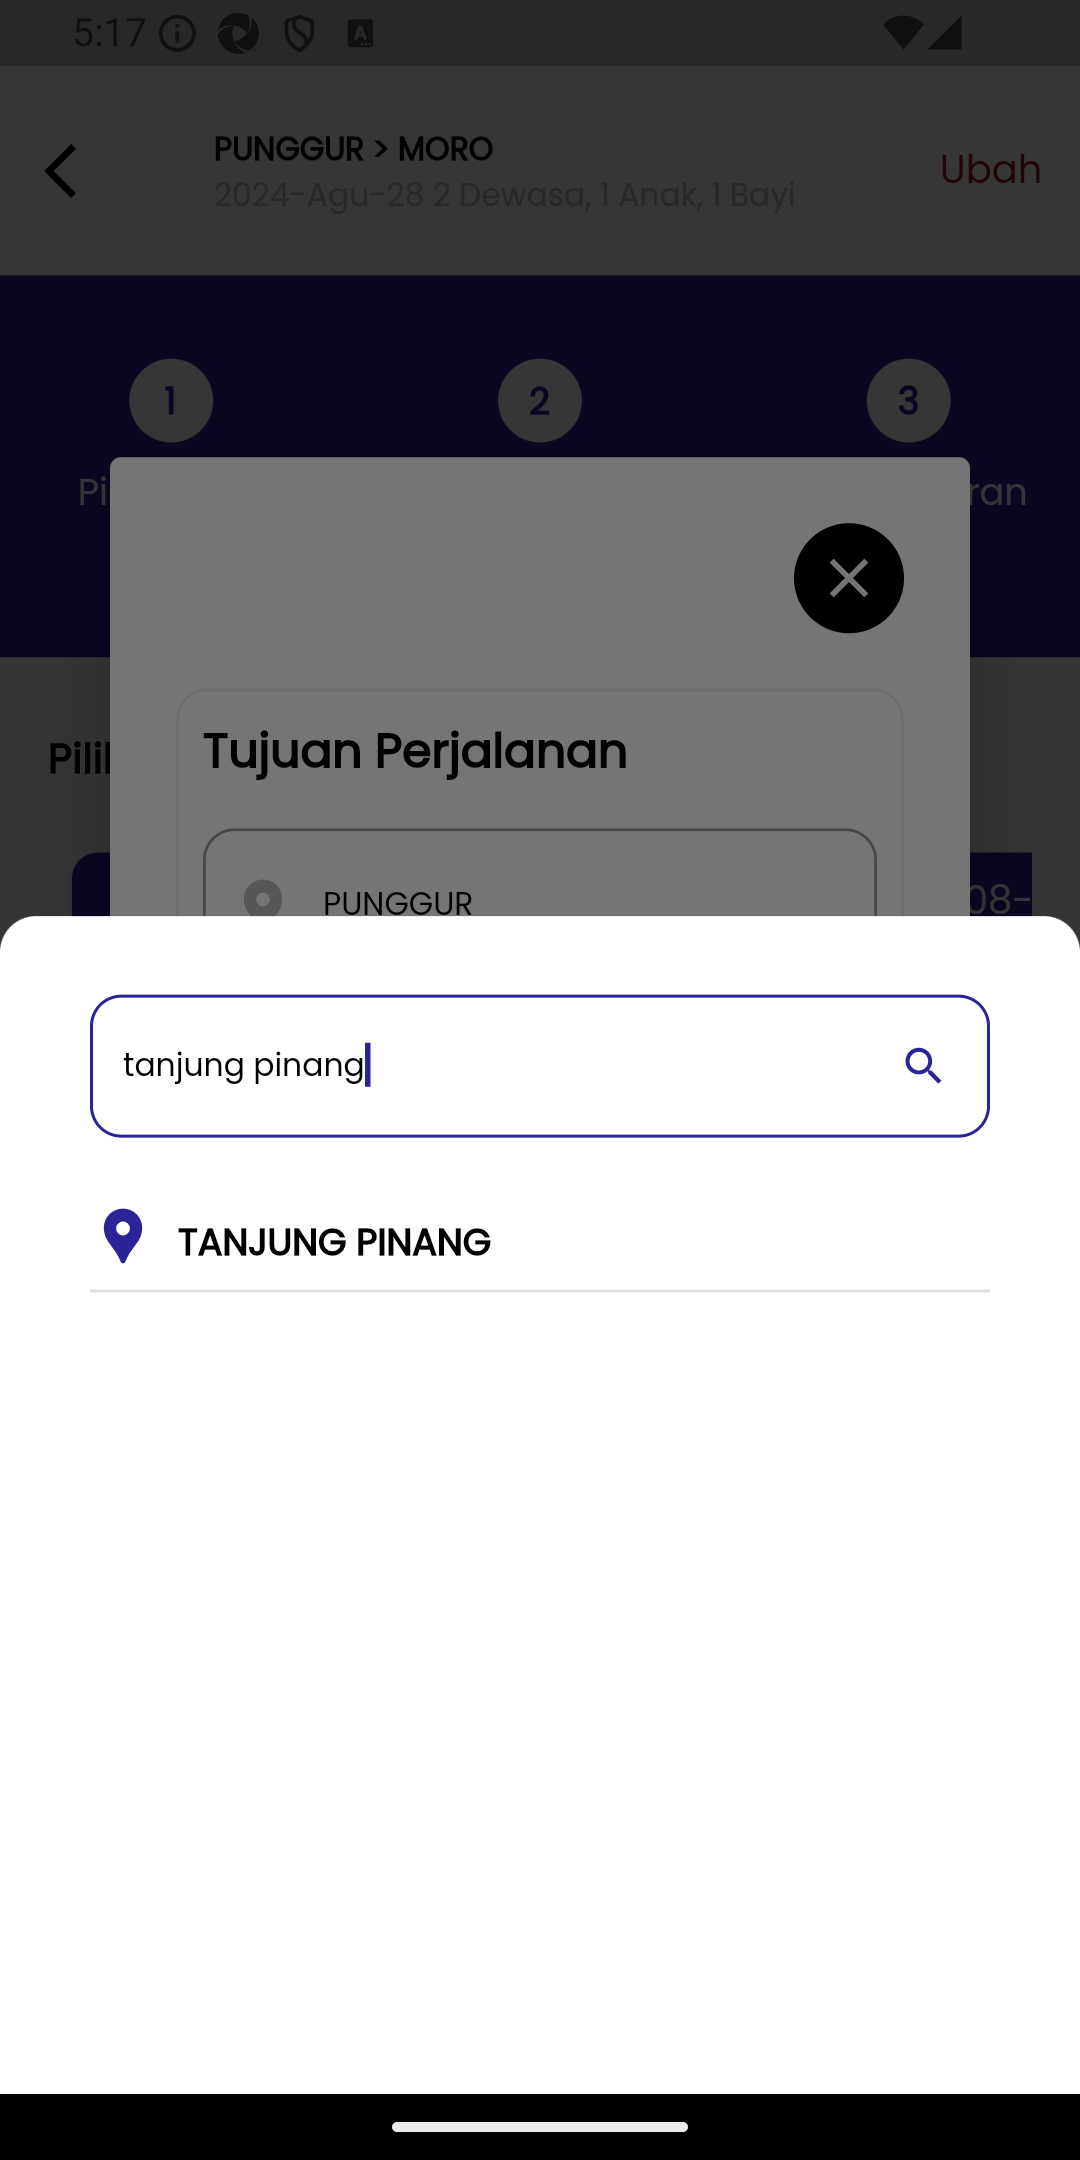 5:17
PUNGGUR > MORO
2024-Agu-28 2 Dewasa, 1 Anak, 1 Bayi
Ubah
1
2
3
Pi
ran
Tujuan Perjalanan
Pili
PUNGGUR
08-
tanjung pinang
TANJUNG PINANG